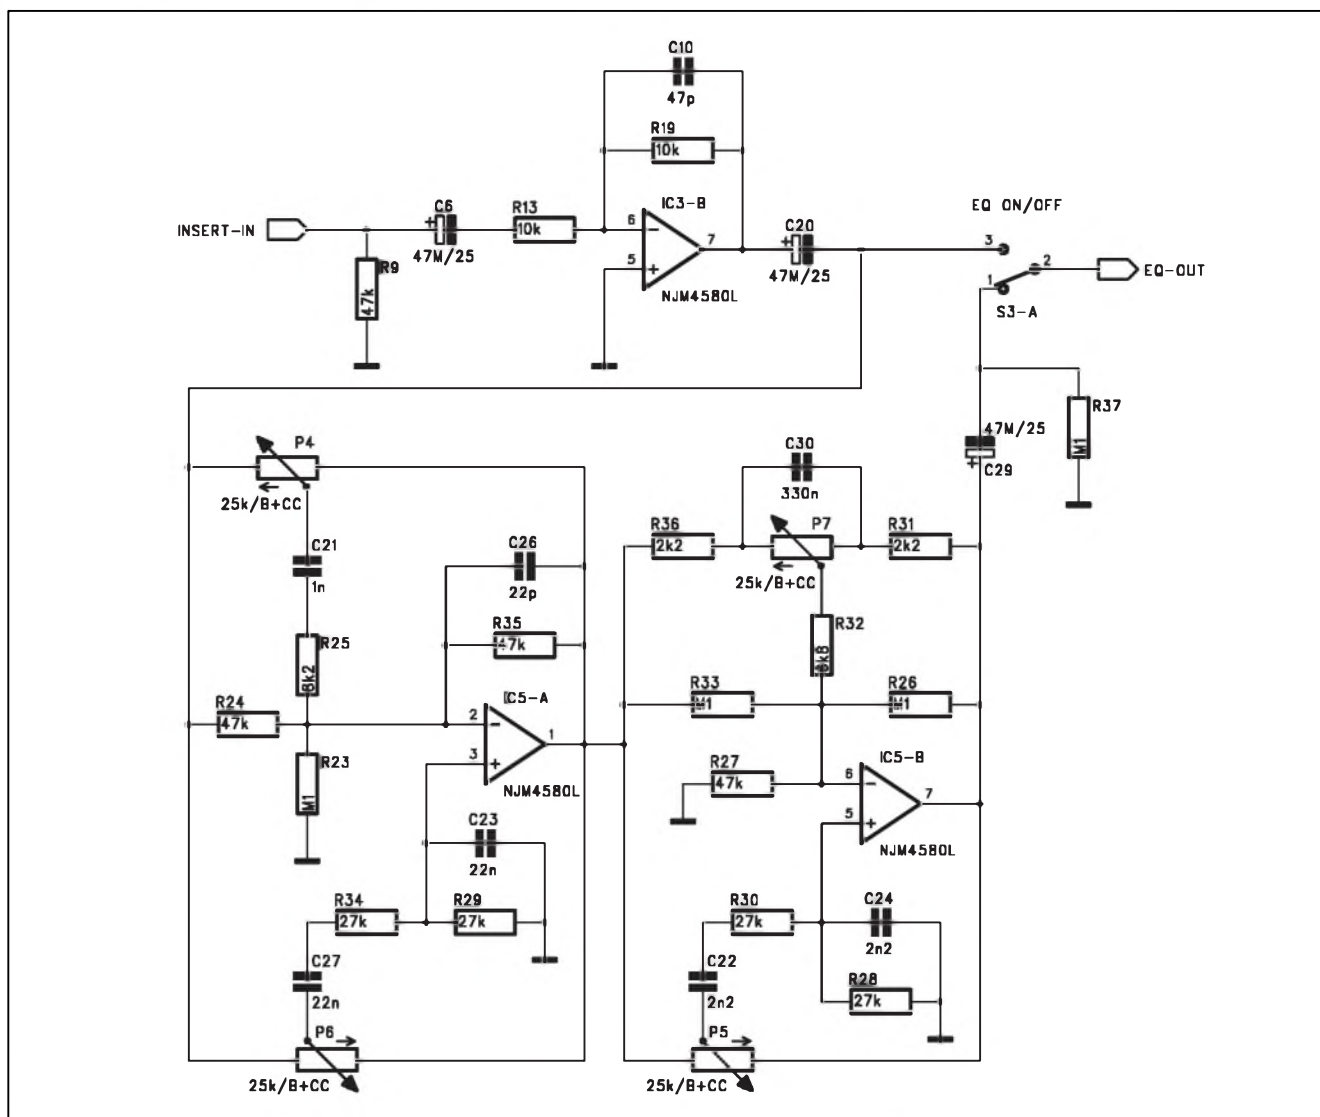 C10
47p
R19
10k
IC3-B
EQ ON/OFF
C6
R13
C20
INSERT-IN
+
10k
6
-
7
+
3
47M/25
5
+
47M/25
1
2
EQ-OUT
R9
47k
NJM4580L
S3-A
P4
C30
47M/25
R37
M1
+
C29
25k/B+CC
330n
R36
P7
R31
C21
C26
2k2
2k2
1n
22p
25k/B+CC
R25
R35
R32
47k
R24
IC5-A
R33
R26
47k
2
-
1
M1
M1
R23
3
+
R27
IC5-B
M1
NJM4580L
47k
6
-
7
C23
5
+
22n
NJM4580L
R34
R29
R30
C24
27k
27k
27k
2n2
C27
C22
R28
22n
2n2
27k
P6
P5
25k/B+CC
25k/B+CC